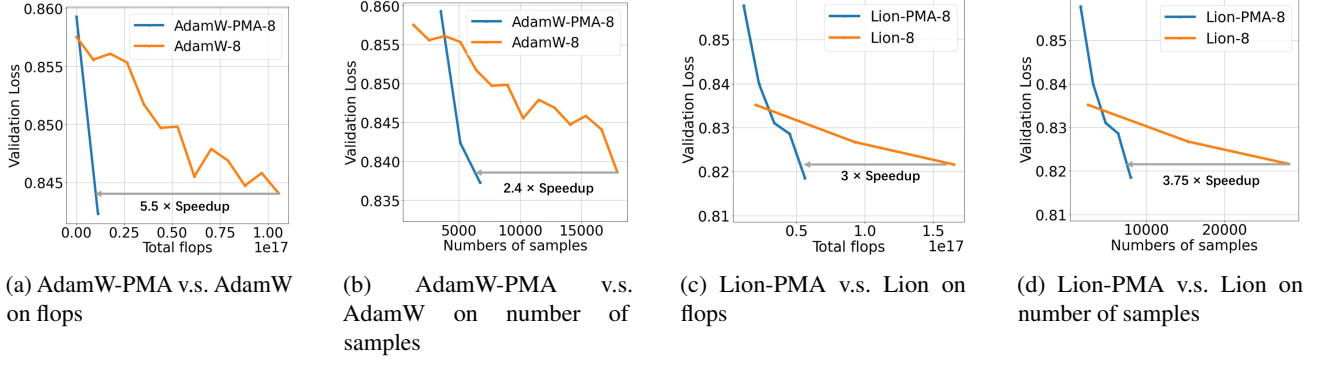 0.860
0.855
0.850
0.845
Validation Loss
AdamW-PMA-8
AdamW-8
5.5 × Speedup
0.00 0.25 0.50 0.75 1.00
Total flops
1e17
0.860
0.855
0.850
0.845
0.840
0.835
Validation Loss
AdamW-PMA-8
AdamW-8
2.4 × Speedup
5000 10000 15000
Numbers of samples
0.85
0.84
0.83
0.82
0.81
Validation Loss
Lion-PMA-8
Lion-8
3 × Speedup
0.5 1.0 1.5
Total flops
1e17
0.85
0.84
0.83
0.82
0.81
Validation Loss
Lion-PMA-8
Lion-8
3.75 × Speedup
10000 20000
Numbers of samples
(a) AdamW-PMA v.s. AdamW
on flops
(b) AdamW-PMA v.s.
AdamW on number of
samples
(c) Lion-PMA v.s. Lion on
flops
(d) Lion-PMA v.s. Lion on
number of samples